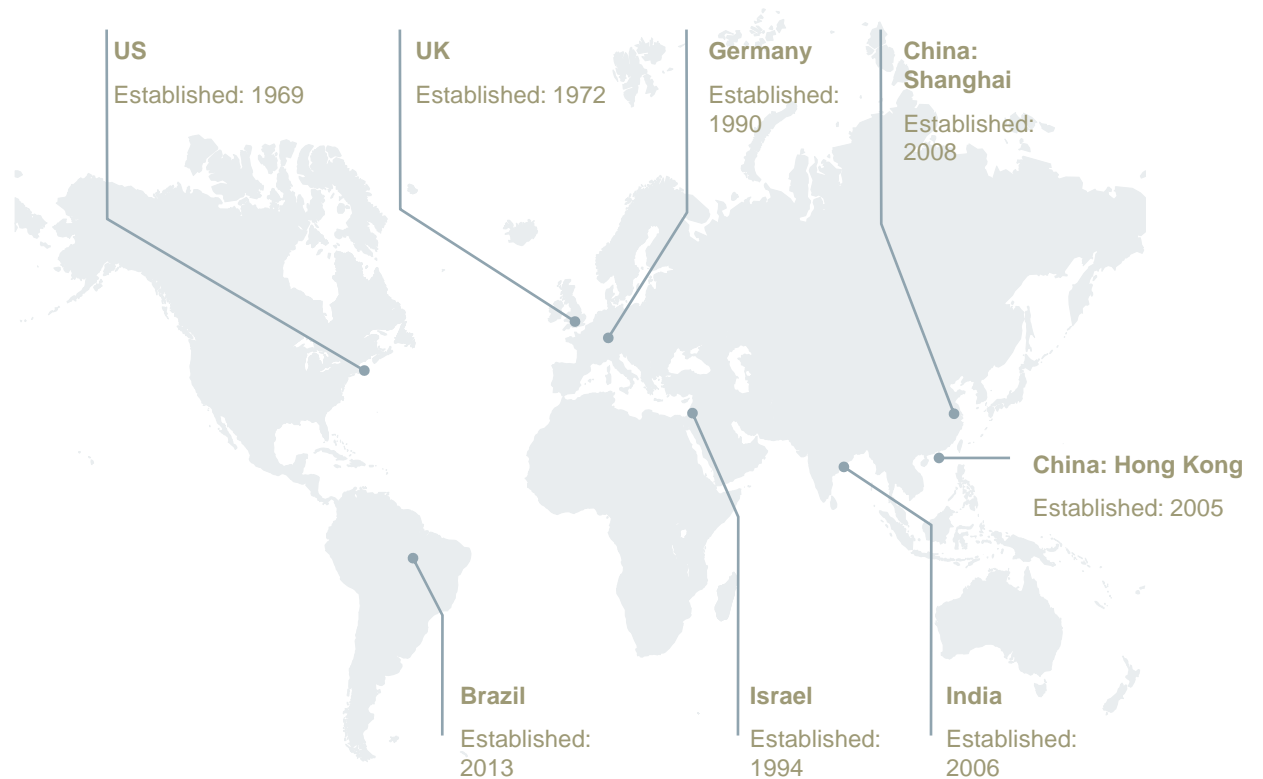 US
Established: 1969
UK
Established: 1972
Germany
Established:
1990
China:
Shanghai
Established:
2008
China: Hong Kong
Established: 2005
Brazil
Established:
2013
Israel
Established:
1994
India
Established:
2006